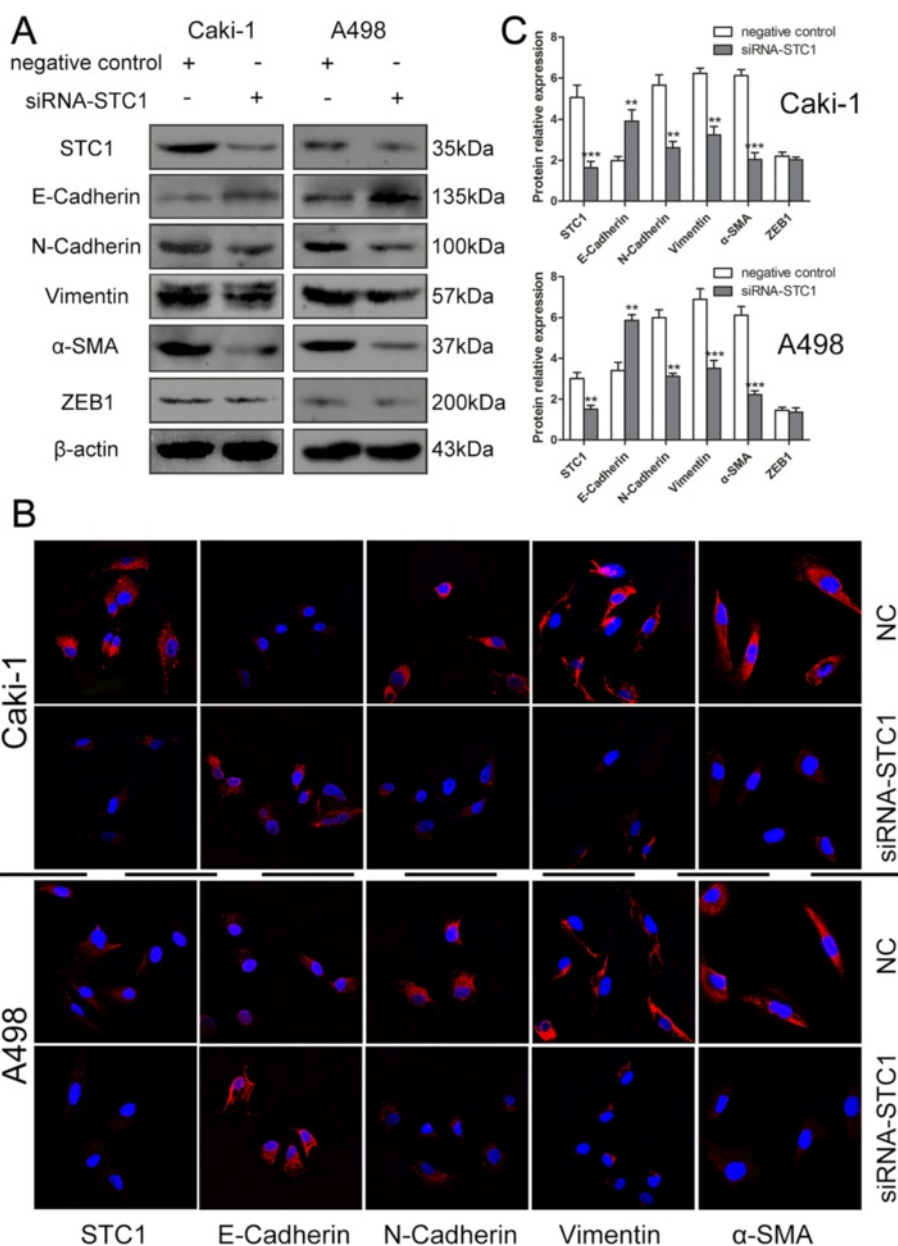 A
Caki-1 A498
negative control + - + -
siRNA-STC1 - + - +
STC1 35kDa
E-Cadherin 135kDa
N-Cadherin 100kDa
Vimentin 57kDa
α-SMA 37kDa
ZEB1 200kDa
β-actin 43kDa
C
negative control
siRNA-STC1
Caki-1
Protein relative expression
8
6
4
2
0
*** ** ** ** ***
STC1 E-Cadherin N-Cadherin Vimentin α-SMA ZEB1
negative control
siRNA-STC1
A498
Protein relative expression
8
6
4
2
0
** ** ** *** ***
STC1 E-Cadherin N-Cadherin Vimentin α-SMA ZEB1
B
Caki-1
NC
siRNA-STC1
A498
NC
siRNA-STC1
STC1 E-Cadherin N-Cadherin Vimentin α-SMA